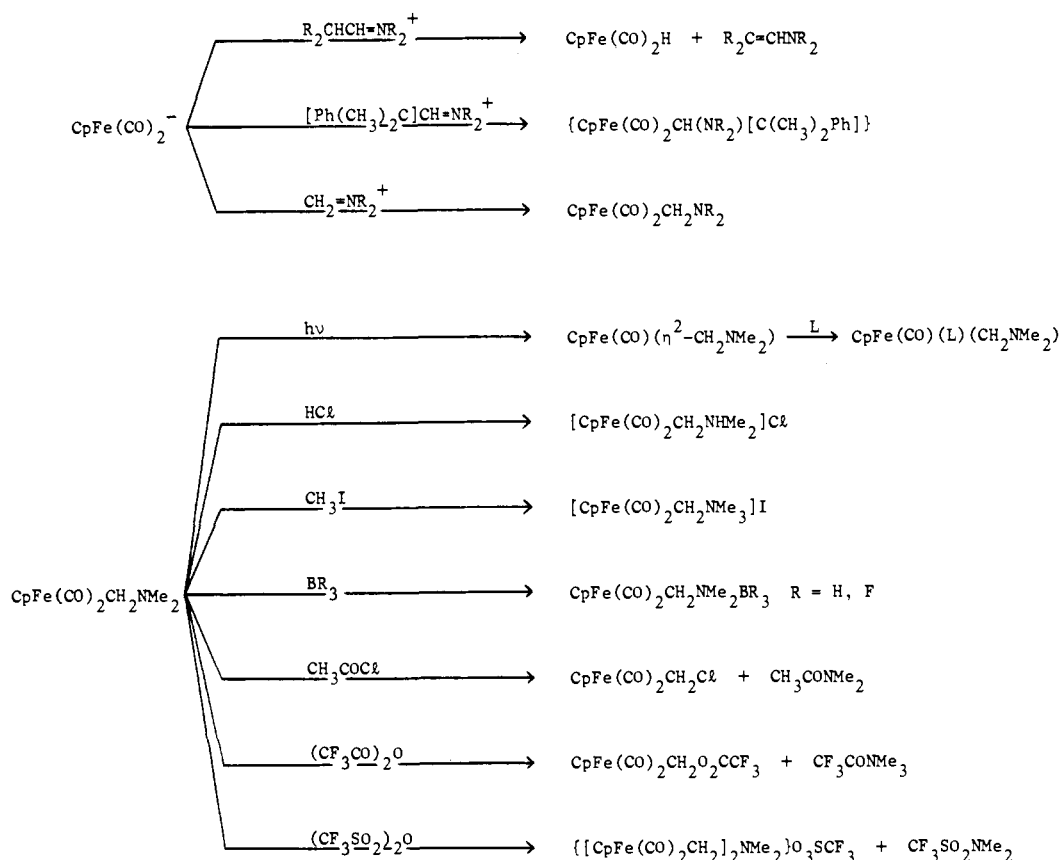 R₂CHCH=NR₂⁺ CpFe(CO)₂H + R₂C=CHNR₂
CpFe(CO)₂⁻ [Ph(CH₃)₂C]CH=NR₂⁺ {CpFe(CO)₂CH(NR₂)[C(CH₃)₂Ph]}
CH₂=NR₂⁺ CpFe(CO)₂CH₂NR₂
hν CpFe(CO)(η²-CH₂NMe₂) L CpFe(CO)(L)(CH₂NMe₂)
HCℓ [CpFe(CO)₂CH₂NHMe₂]Cℓ
CH₃I [CpFe(CO)₂CH₂NMe₃]I
CpFe(CO)₂CH₂NMe₂ BR₃ CpFe(CO)₂CH₂NMe₂BR₃ R = H, F
CH₃COCℓ CpFe(CO)₂CH₂Cℓ + CH₃CONMe₂
(CF₃CO)₂O CpFe(CO)₂CH₂O₂CCF₃ + CF₃CONMe₃
(CF₃SO₂)₂O {[CpFe(CO)₂CH₂]₂NMe₂}O₃SCF₃ + CF₃SO₂NMe₂